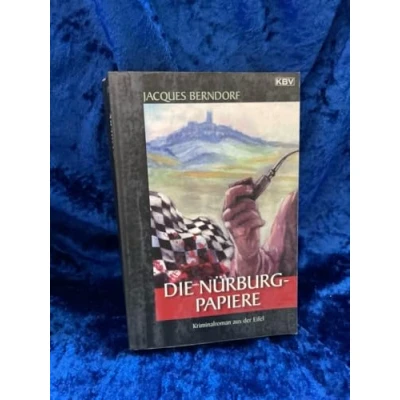 KBV
JACQUES BERNDORF
DIE NÜRBURG-
PAPIERE
Kriminalroman aus der Eifel